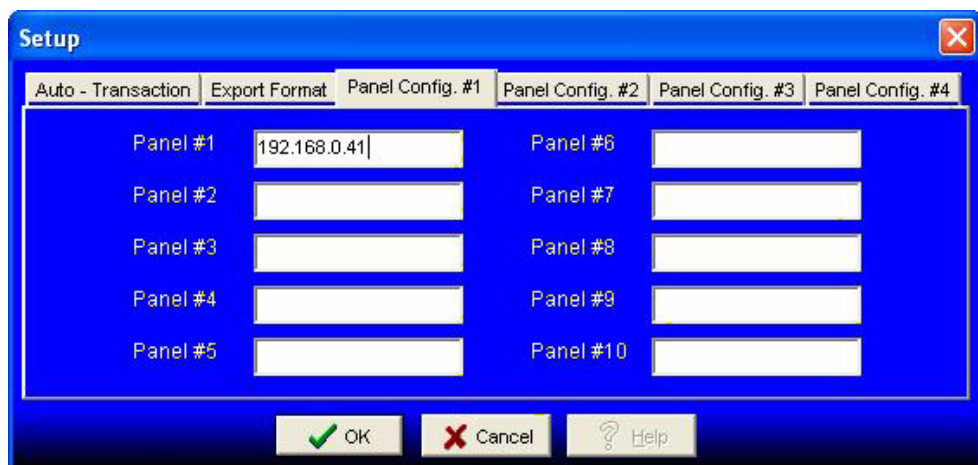 Setup
Auto - Transaction Export Format Panel Config. #1 Panel Config. #2 Panel Config. #3 Panel Config. #4
Panel #1 192.168.0.41 Panel #6
Panel #2 Panel #7
Panel #3 Panel #8
Panel #4 Panel #9
Panel #5 Panel #10
OK Cancel ? Help